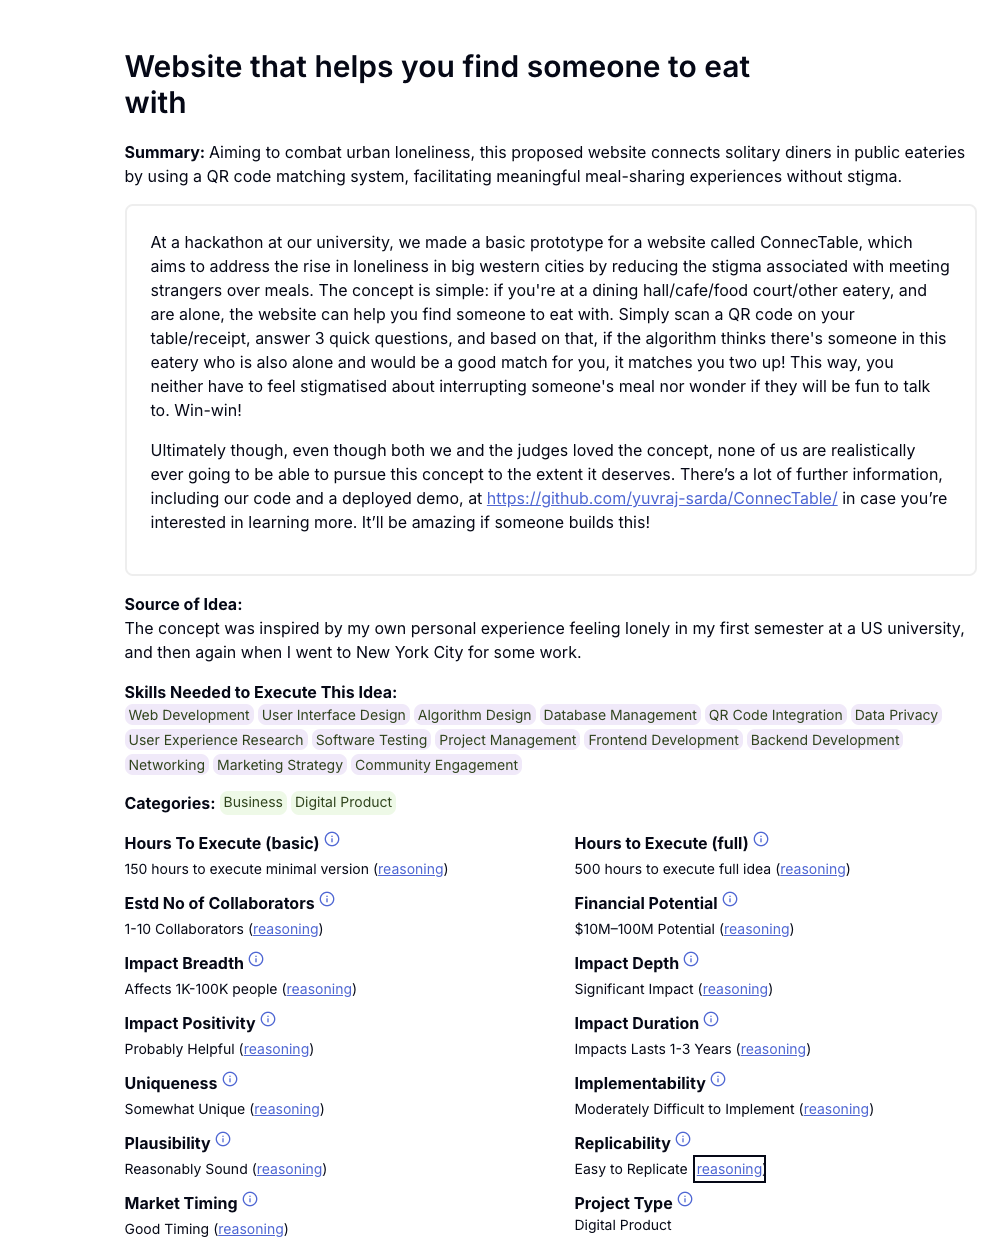 Website that helps you find someone to eat
with
Summary: Aiming to combat urban loneliness, this proposed website connects solitary diners in public eateries
by using a QR code matching system, facilitating meaningful meal-sharing experiences without stigma.
At a hackathon at our university, we made a basic prototype for a website called ConnecTable, which
aims to address the rise in loneliness in big western cities by reducing the stigma associated with meeting
strangers over meals. The concept is simple: if you're at a dining hall/cafe/food court/other eatery, and
are alone, the website can help you find someone to eat with. Simply scan a QR code on your
table/receipt, answer 3 quick questions, and based on that, if the algorithm thinks there's someone in this
eatery who is also alone and would be a good match for you, it matches you two up! This way, you
neither have to feel stigmatised about interrupting someone's meal nor wonder if they will be fun to talk
to. Win-win!
Ultimately though, even though both we and the judges loved the concept, none of us are realistically
ever going to be able to pursue this concept to the extent it deserves. There’s a lot of further information,
including our code and a deployed demo, at https://github.com/yuvraj-sarda/ConnecTable/ in case you’re
interested in learning more. It’ll be amazing if someone builds this!
Source of Idea:
The concept was inspired by my own personal experience feeling lonely in my first semester at a US university,
and then again when I went to New York City for some work.
Skills Needed to Execute This Idea:
Web Development User Interface Design Algorithm Design Database Management QR Code Integration Data Privacy
User Experience Research Software Testing Project Management Frontend Development Backend Development
Networking Marketing Strategy Community Engagement
Categories: Business Digital Product
Hours To Execute (basic)
150 hours to execute minimal version (reasoning)
Hours to Execute (full)
500 hours to execute full idea (reasoning)
Estd No of Collaborators
1-10 Collaborators (reasoning)
Financial Potential
$10M–100M Potential (reasoning)
Impact Breadth
Affects 1K-100K people (reasoning)
Impact Depth
Significant Impact (reasoning)
Impact Positivity
Probably Helpful (reasoning)
Impact Duration
Impacts Lasts 1-3 Years (reasoning)
Uniqueness
Somewhat Unique (reasoning)
Implementability
Moderately Difficult to Implement (reasoning)
Plausibility
Reasonably Sound (reasoning)
Replicability
Easy to Replicate (reasoning)
Market Timing
Good Timing (reasoning)
Project Type
Digital Product